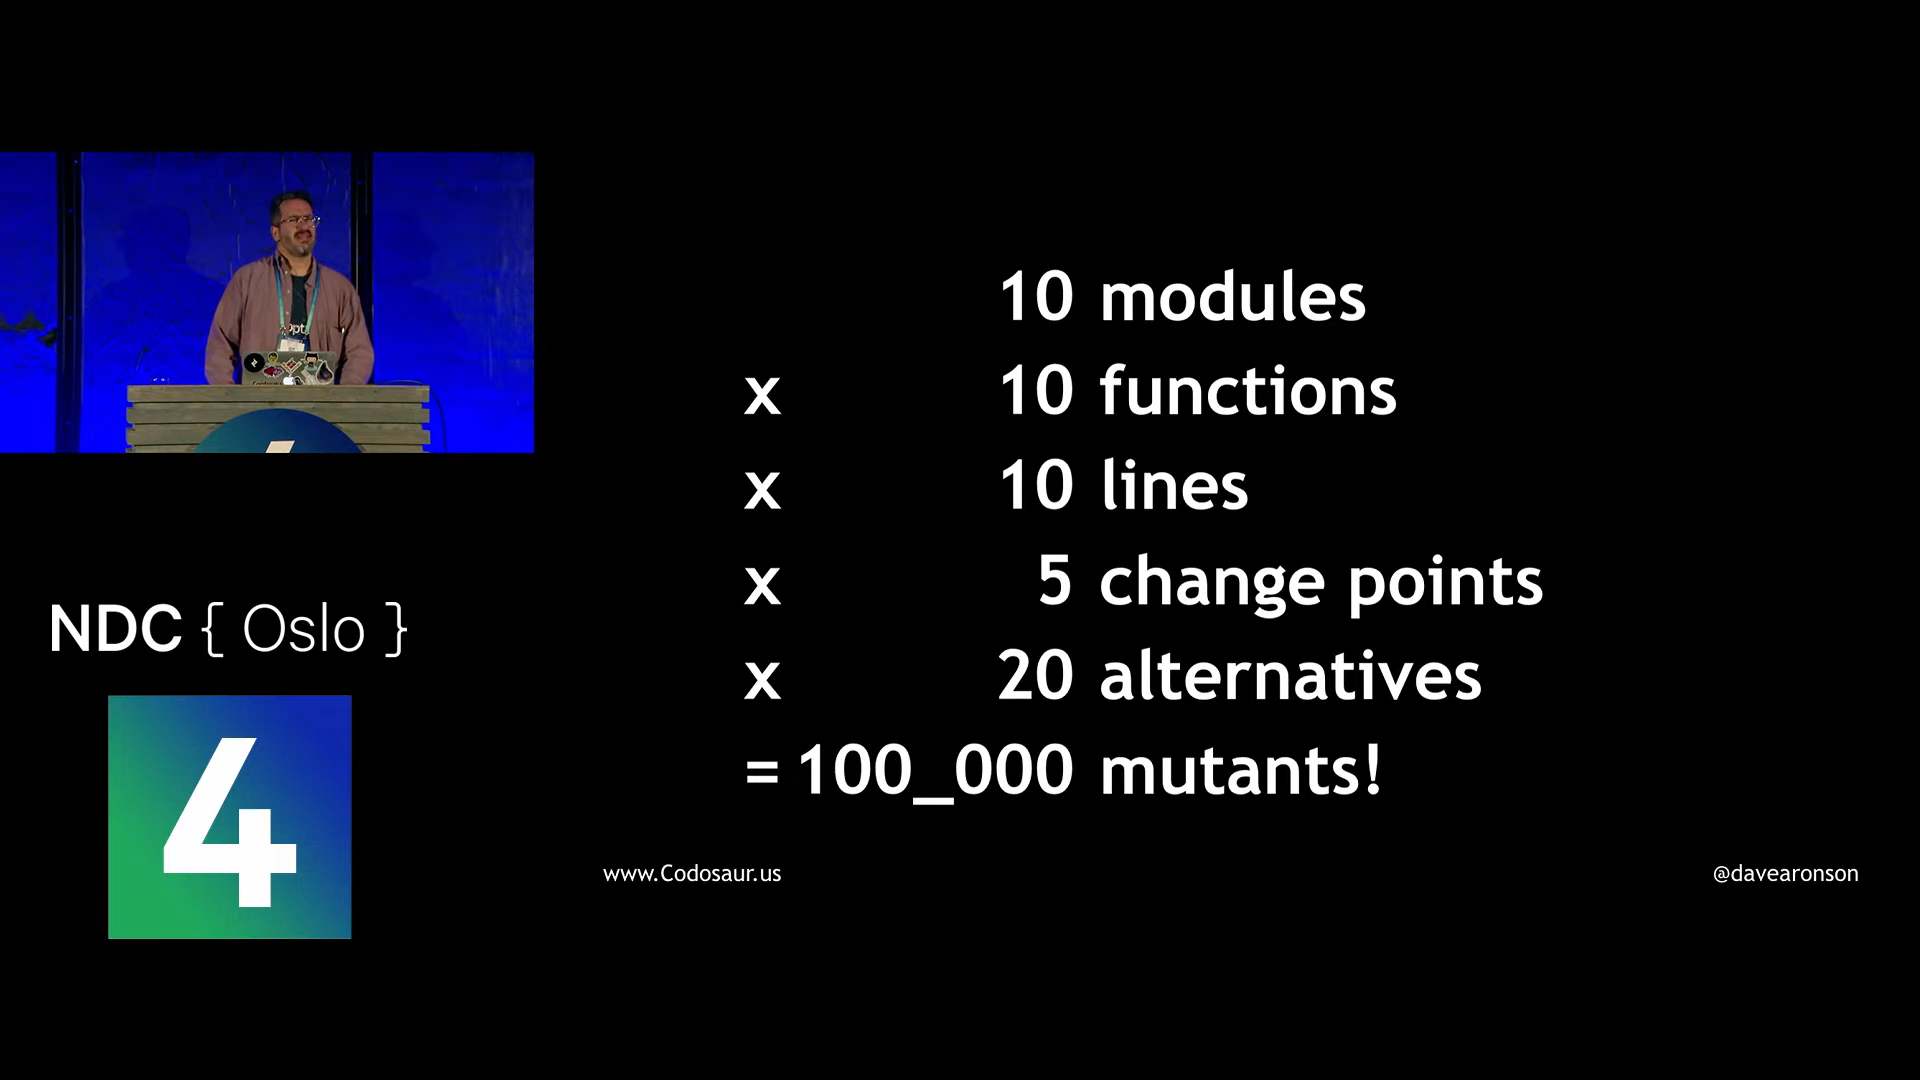 10 modules
x 10 functions
x 10 lines
x 5 change points
x 20 alternatives
= 100_000 mutants!
NDC { Oslo }
4
www.Codosaur.us
@davearonson